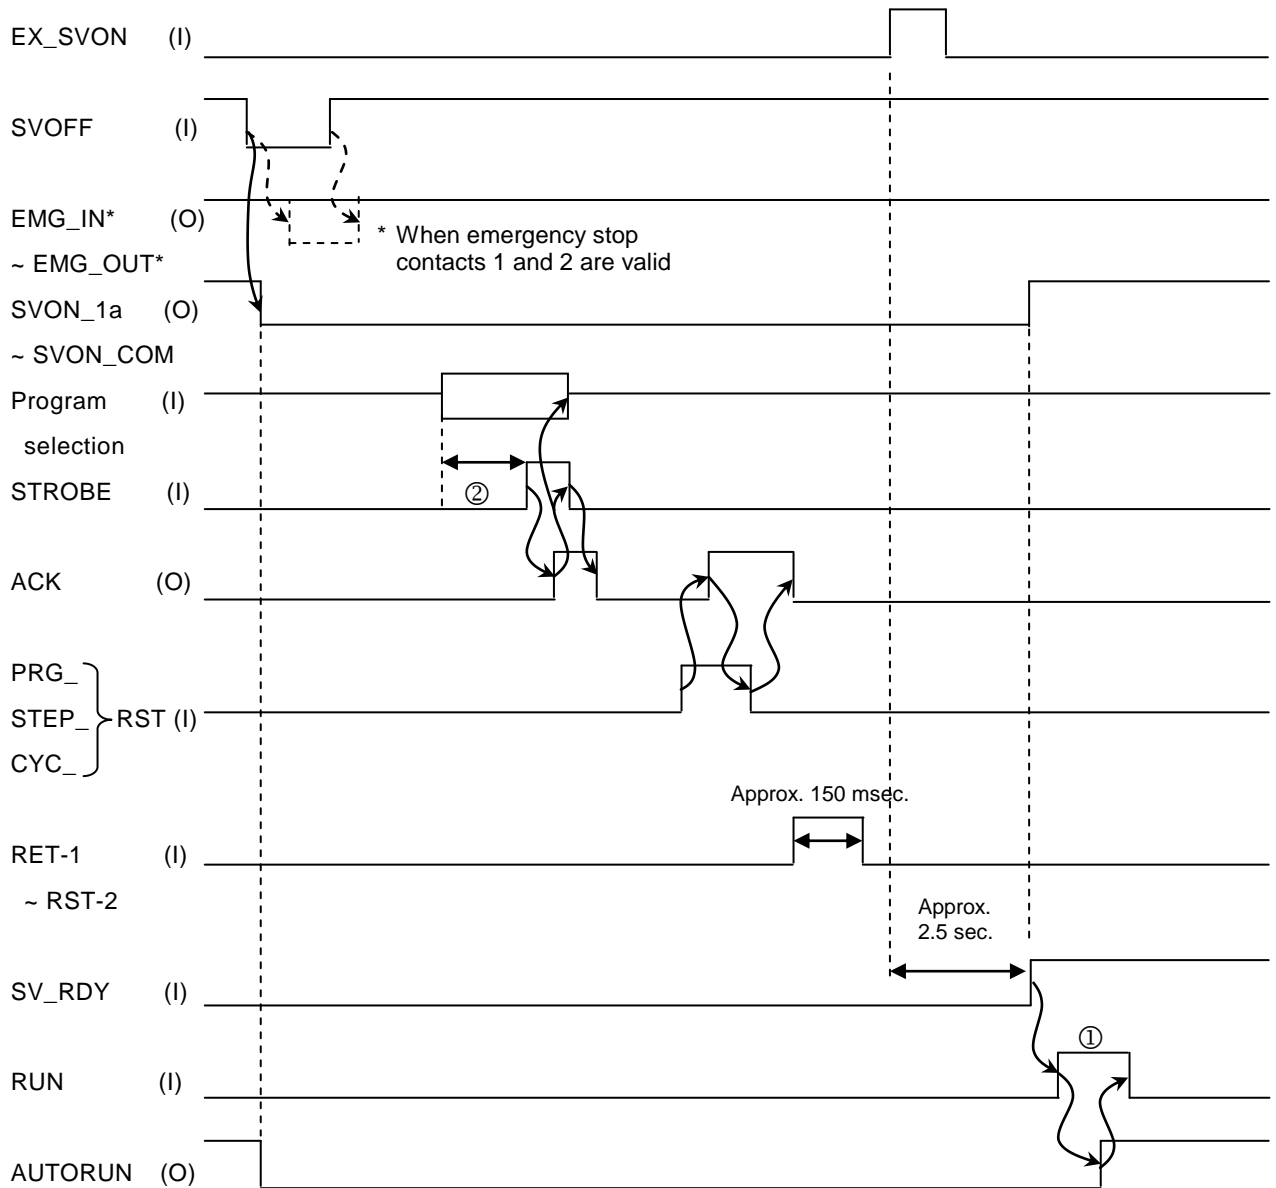 EX_SVON (I)
SVOFF (I)
EMG_IN* (O)
~ EMG_OUT*
* When emergency stop
contacts 1 and 2 are valid
SVON_1a (O)
~ SVON_COM
Program (I)
selection
②
STROBE (I)
ACK (O)
PRG_
STEP_ RST (I)
CYC_
Approx. 150 msec.
RET-1 (I)
~ RST-2
Approx.
2.5 sec.
SV_RDY (I)
①
RUN (I)
AUTORUN (O)